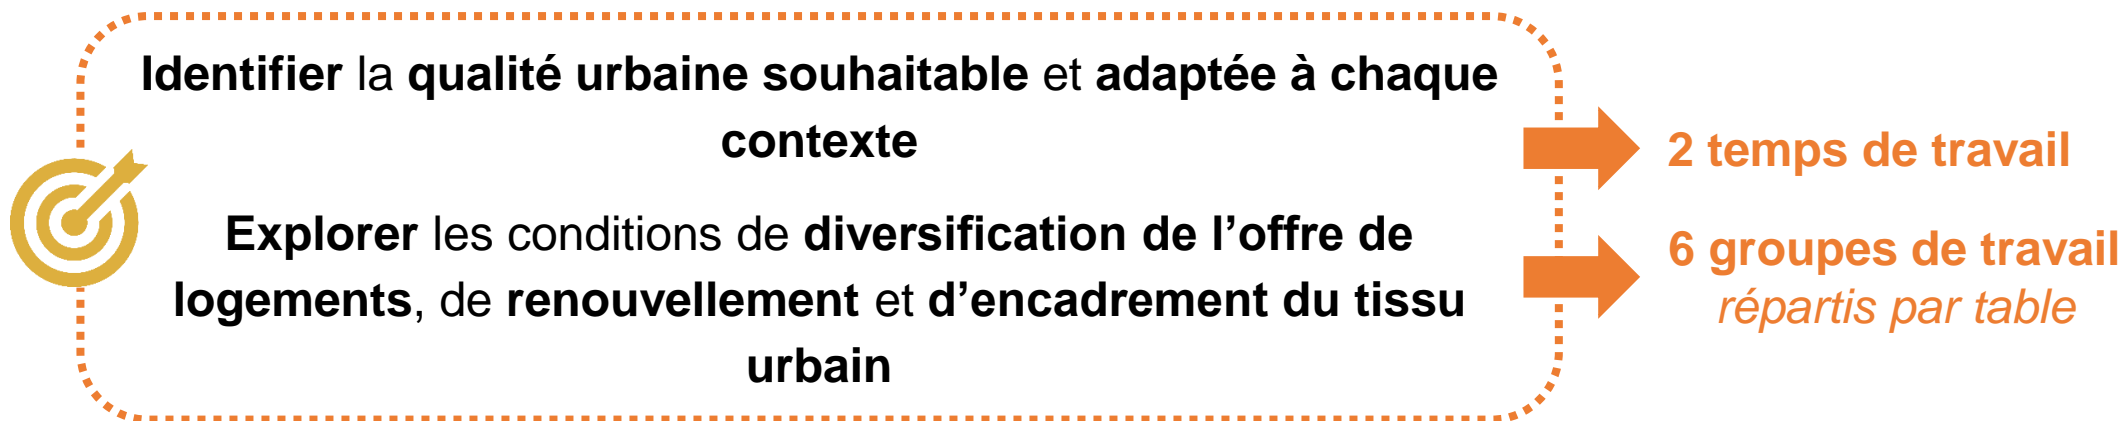 Identifier la qualité urbaine souhaitable et adaptée à chaque
contexte
Explorer les conditions de diversification de l’offre de
logements, de renouvellement et d’encadrement du tissu
urbain
2 temps de travail
6 groupes de travail
répartis par table